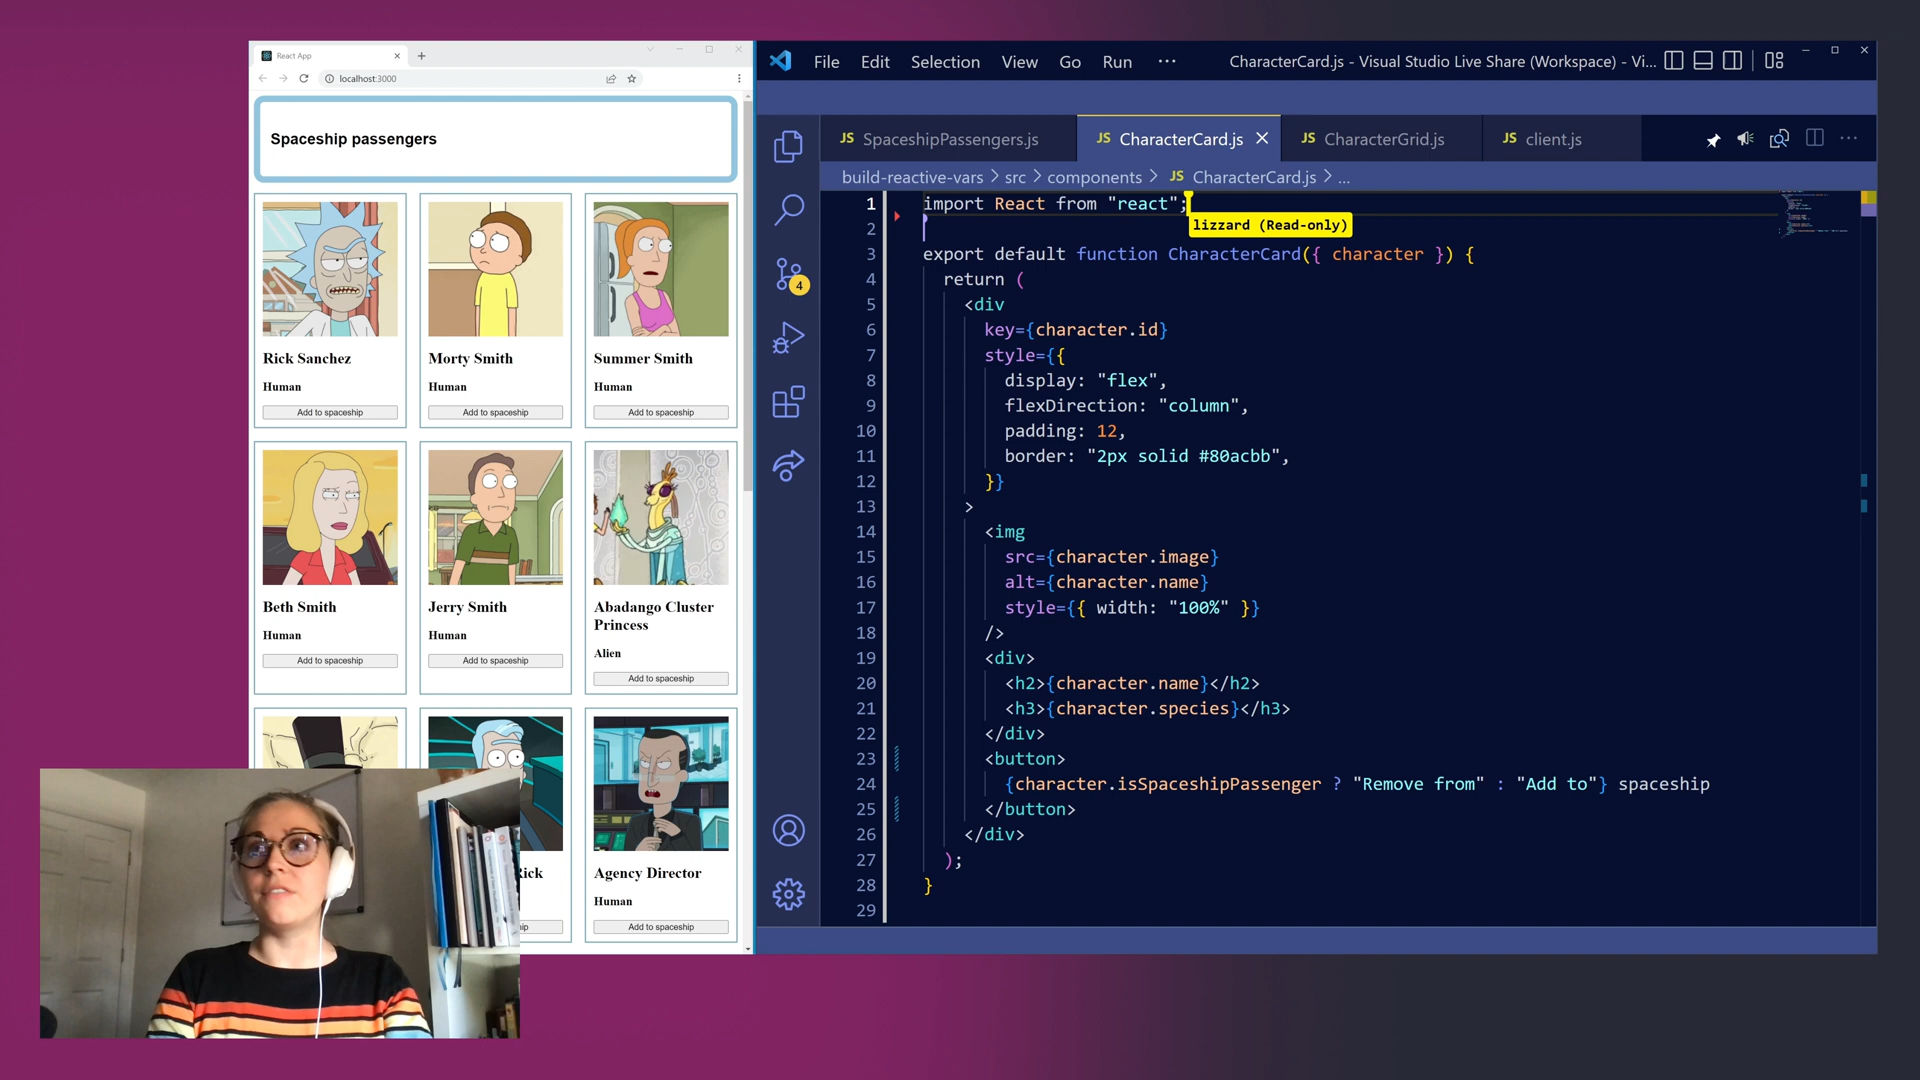 React App
localhost:3000
Spaceship passengers
Rick Sanchez
Human
Add to spaceship
Morty Smith
Human
Add to spaceship
Summer Smith
Human
Add to spaceship
Beth Smith
Human
Add to spaceship
Jerry Smith
Human
Add to spaceship
Abadango Cluster
Princess
Alien
Add to spaceship
Rick
ip
Agency Director
Human
Add to spaceship
File Edit Selection View Go Run ··· CharacterCard.js - Visual Studio Live Share (Workspace) - Vi...
JS SpaceshipPassengers.js JS CharacterCard.js JS CharacterGrid.js JS client.js
build-reactive-vars > src > components > JS CharacterCard.js > ...
4
1 import React from "react";
lizzard (Read-only)
2
3 export default function CharacterCard({ character }) {
4 return (
5 <div
6 key={character.id}
7 style={{
8 display: "flex",
9 flexDirection: "column",
10 padding: 12,
11 border: "2px solid #80acbb",
12 }}
13 >
14 <img
15 src={character.image}
16 alt={character.name}
17 style={{ width: "100%" }}
18 />
19 <div>
20 <h2>{character.name}</h2>
21 <h3>{character.species}</h3>
22 </div>
23 <button>
24 {character.isSpaceshipPassenger ? "Remove from" : "Add to"} spaceship
25 </button>
26 </div>
27 );
28 }
29